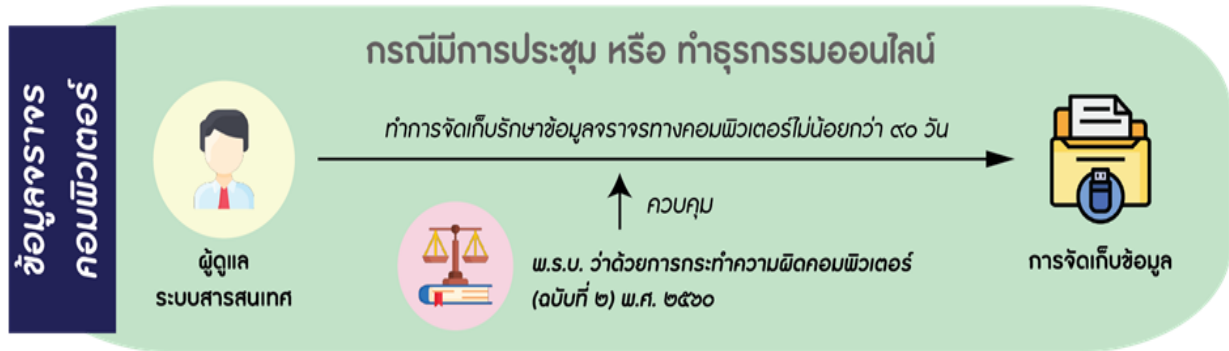 ข้อมูลจราจร
คอมพิวเตอร์
กรณีมีการประชุม หรือ ทำธุรกรรมออนไลน์
ทำการจัดเก็บรักษาข้อมูลจราจรทางคอมพิวเตอร์ไม่น้อยกว่า ๙๐ วัน
ควบคุม
ผู้ดูแล
ระบบสารสนเทศ
พ.ร.บ. ว่าด้วยการกระทำความผิดคอมพิวเตอร์
(ฉบับที่ ๒) พ.ศ. ๒๕๖๐
การจัดเก็บข้อมูล